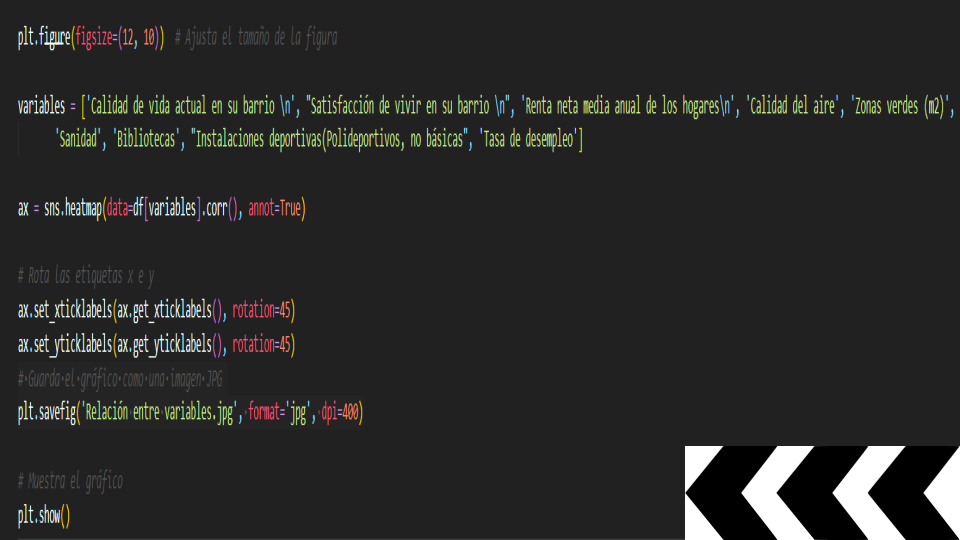 plt.figure(figsize=(12, 10))  # Ajusta el tamaño de la figura
variables = ['Calidad de vida actual en su barrio \n', "Satisfacción de vivir en su barrio \n", 'Renta neta media anual de los hogares\n', 'Calidad del aire', 'Zonas verdes (m2)',
'Sanidad', 'Bibliotecas', "Instalaciones deportivas(Polideportivos, no básicas", 'Tasa de desempleo']
ax = sns.heatmap(data=df[variables].corr(), annot=True)
# Rota las etiquetas x e y
ax.set_xticklabels(ax.get_xticklabels(), rotation=45)
ax.set_yticklabels(ax.get_yticklabels(), rotation=45)
#·Guarda·el·gráfico·como·una·imagen·JPG
plt.savefig('Relación entre variables.jpg',·format='jpg',·dpi=400)
# Muestra el gráfico
plt.show()